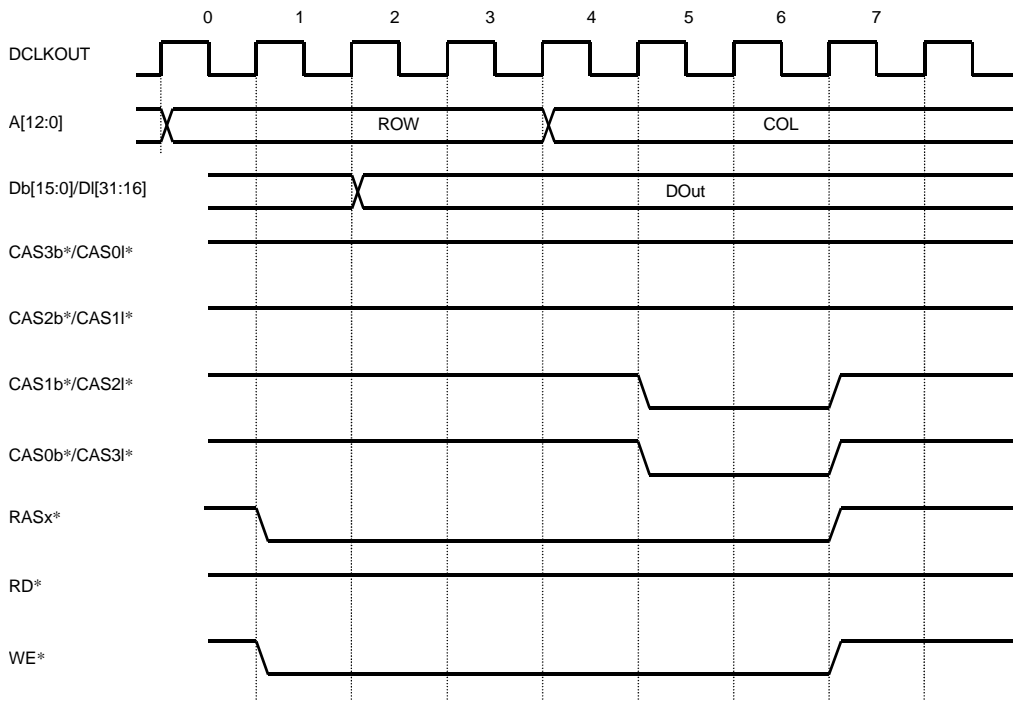 0 1 2 3 4 5 6 7
DCLKOUT
A[12:0] ROW COL
Db[15:0]/Dl[31:16] DOut
CAS3b*/CAS0l*
CAS2b*/CAS1l*
CAS1b*/CAS2l*
CAS0b*/CAS3l*
RASx*
RD*
WE*